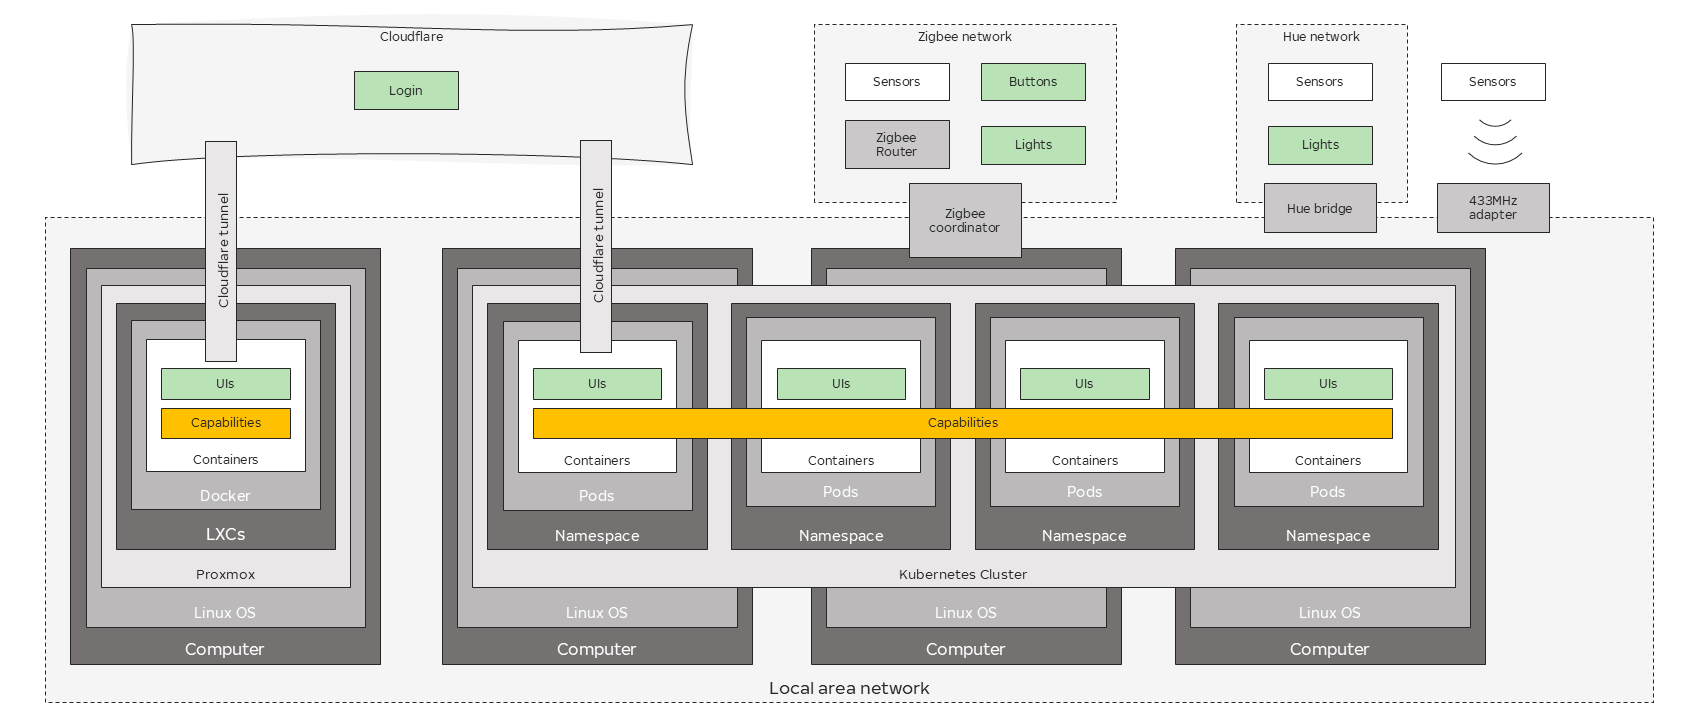 Cloudflare
Login
Cloudflare tunnel
Cloudflare tunnel
Zigbee network
Sensors
Buttons
Zigbee
Router
Lights
Zigbee
coordinator
Hue network
Sensors
Lights
Hue bridge
Sensors
433MHz
adapter
UIs
Capabilities
Containers
Docker
LXCs
Proxmox
Linux OS
Computer
UIs
UIs
UIs
UIs
Capabilities
Containers
Containers
Containers
Containers
Pods
Pods
Pods
Pods
Namespace
Namespace
Namespace
Namespace
Kubernetes Cluster
Linux OS
Linux OS
Linux OS
Computer
Computer
Computer
Local area network